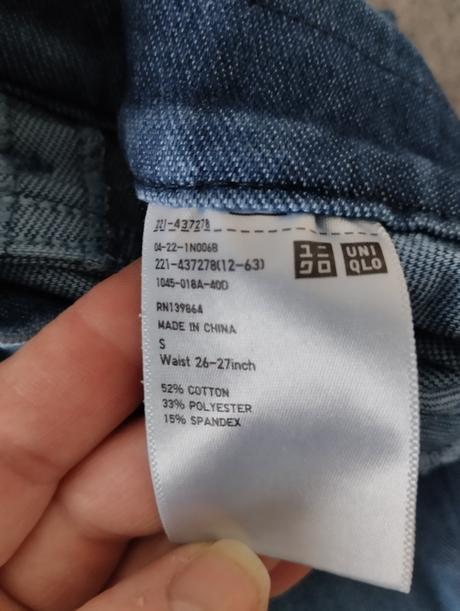 221-437278
04-22-1N006B
221-437278(12-63)
1045-018A-40D
ユニ
クロ
UNI
QLO
RN139864
MADE IN CHINA
S
Waist 26-27inch
52% COTTON
33% POLYESTER
15% SPANDEX